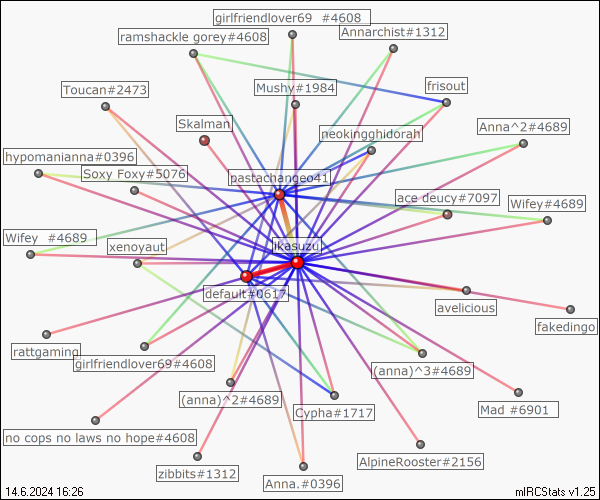 girlfriendlover69 #4608
ramshackle gorey#4608
Annarchist#1312
Toucan#2473
Mushy#1984
frisout
Skalman
Anna^2#4689
neokingghidorah
hypomanianna#0396
Soxy Foxy#5076
pastachangeo41
ace deucy#7097
Wifey#4689
Wifey #4689
xenoyaut
likasuzu
default#0617
avelicious
fakedingo
rattgaming
girlfriendlover69#4608
(anna)^3#4689
(anna)^2#4689
Cypha#1717
Mad #6901
no cops no laws no hope#4608
zibbits#1312
AlpineRooster#2156
Anna.#0396
14.6.2024 16:26
mIRCStats v1.25